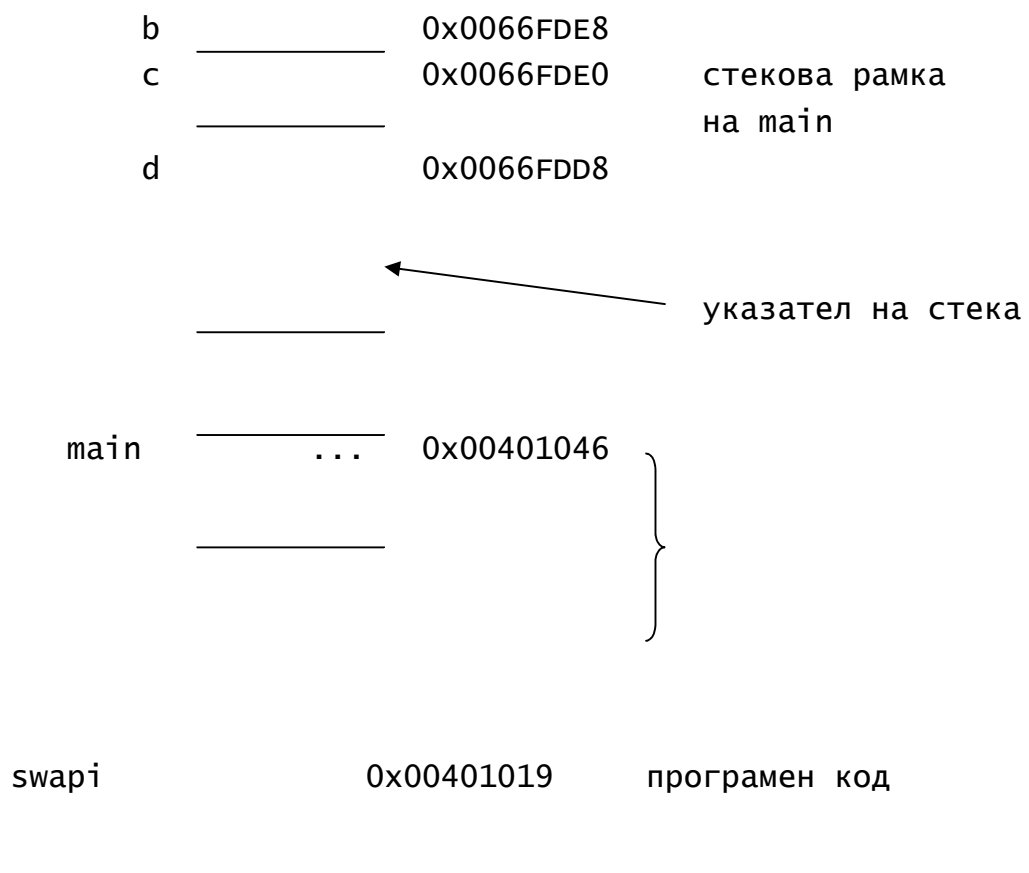 b 0x0066FDE8
c 0x0066FDE0 стекова рамка
на main
d 0x0066FDD8
указател на стека
main ... 0x00401046
swapi 0x00401019 програмен код